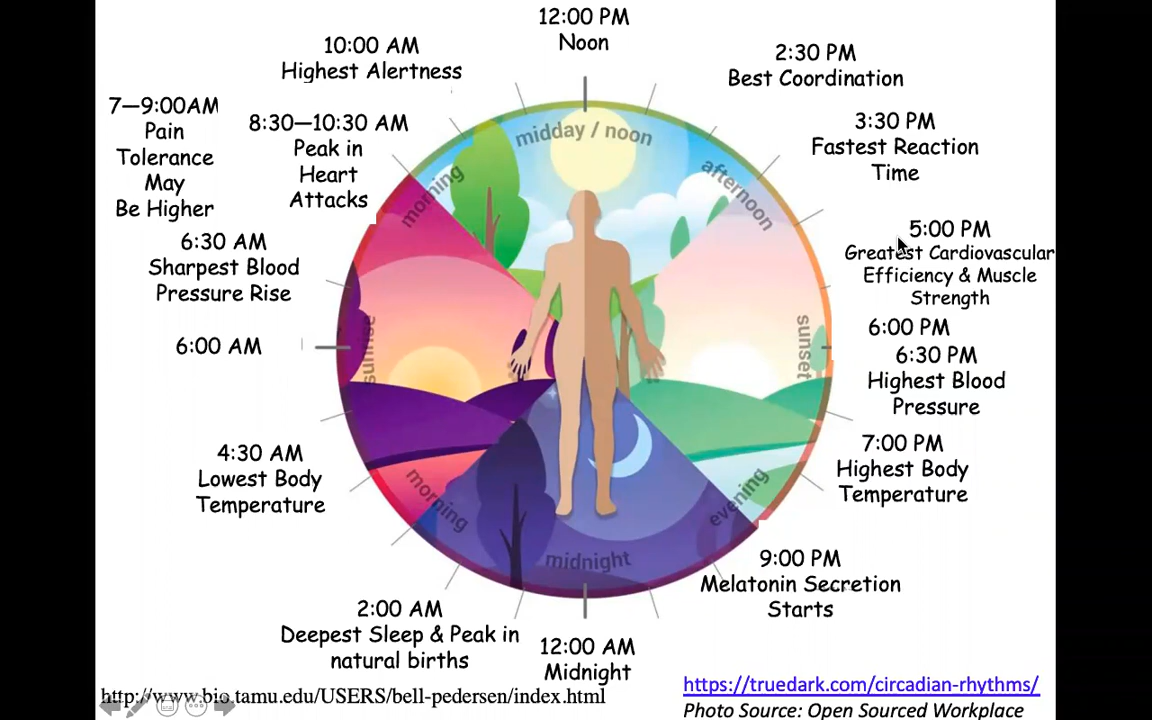 12:00 PM
Noon
10:00 AM
Highest Alertness
2:30 PM
Best Coordination
7—9:00AM
Pain
Tolerance
May
Be Higher
8:30—10:30 AM
Peak in
Heart
Attacks
3:30 PM
Fastest Reaction
Time
midday / noon
morning
afternoon
6:30 AM
Sharpest Blood
Pressure Rise
5:00 PM
Greatest Cardiovascular
Efficiency & Muscle
Strength
6:00 AM
sunrise
sunset
6:00 PM
6:30 PM
Highest Blood
Pressure
4:30 AM
Lowest Body
Temperature
7:00 PM
Highest Body
Temperature
morning
evening
midnight
9:00 PM
Melatonin Secretion
Starts
2:00 AM
Deepest Sleep & Peak in
natural births
12:00 AM
Midnight
http://www.bio.tamu.edu/USERS/bell-pedersen/index.html
https://truedark.com/circadian-rhythms/
Photo Source: Open Sourced Workplace